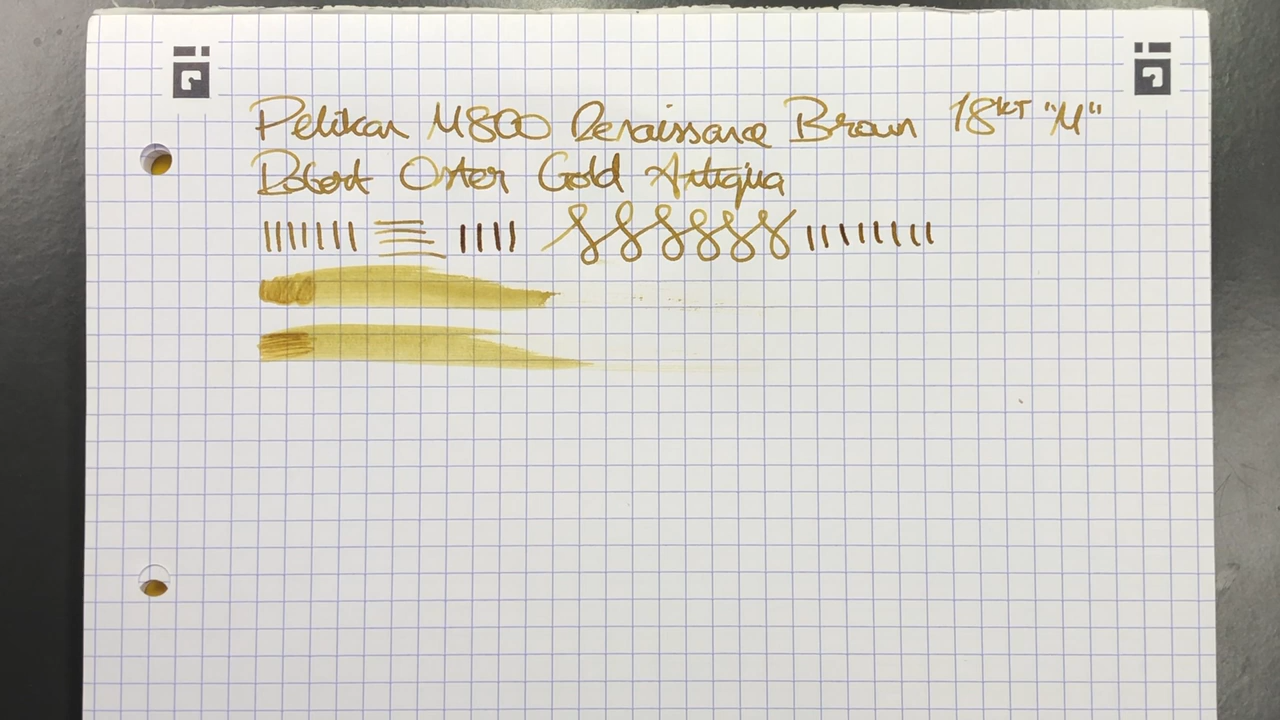 Pelikan M800 Renaissance Brown 18KT "M"
Robert Oster Gold Antiqua